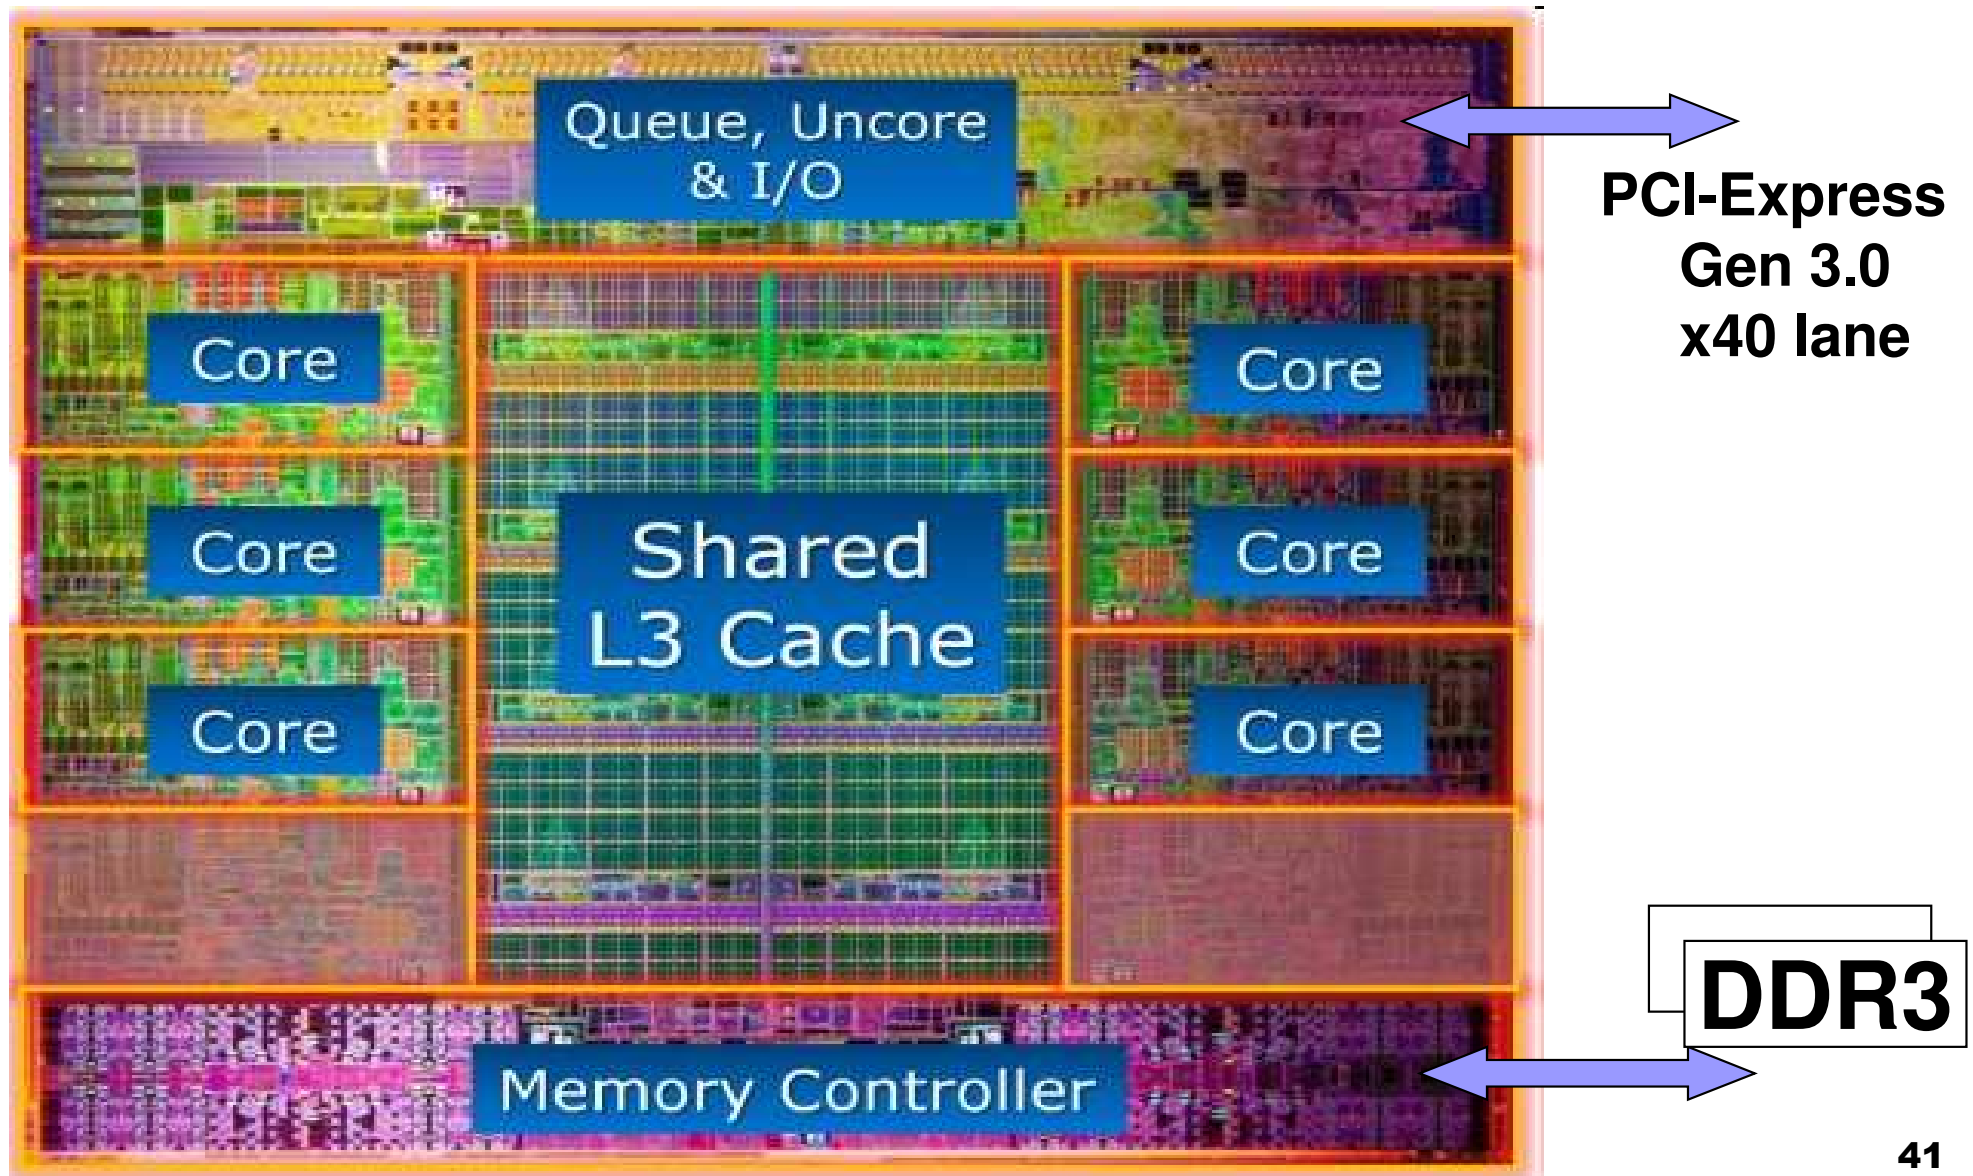 Queue, Uncore
& I/O
PCI-Express
Gen 3.0
x40 lane
Core
Core
Core
Shared
L3 Cache
Core
Core
Core
DDR3
Memory Controller
41